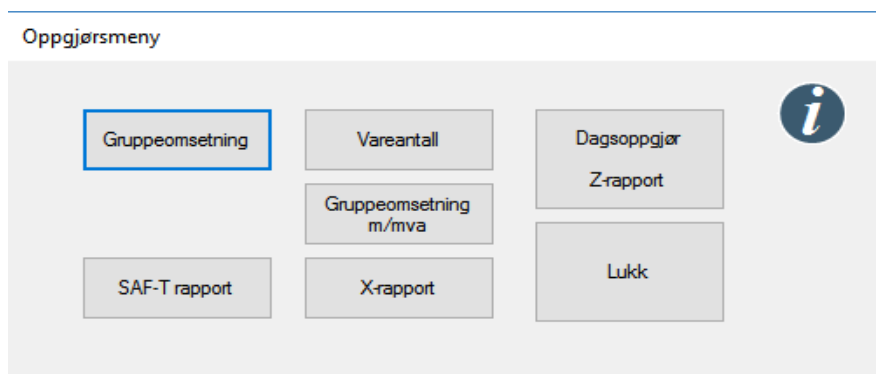 Oppgjørsmeny
Gruppeomsetning
Vareantall
Dagsoppgjør
Z-rapport
Gruppeomsetning
m/mva
SAF-T rapport
X-rapport
Lukk
i